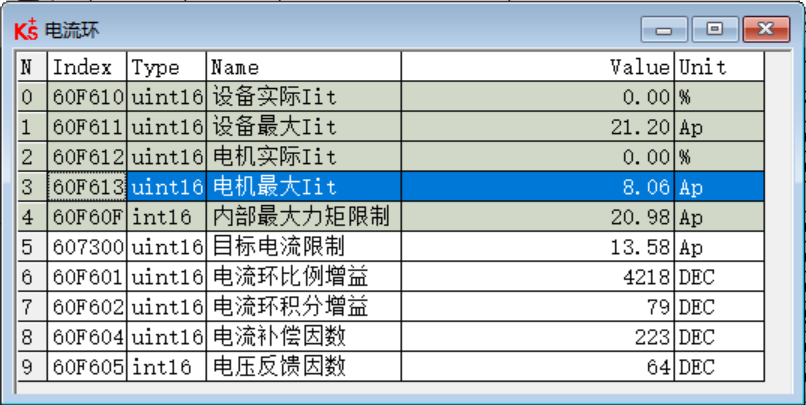 Ks+ 电流环
N Index Type Name Value Unit
0 60F610 uint16 设备实际Iit 0.00 %
1 60F611 uint16 设备最大Iit 21.20 Ap
2 60F612 uint16 电机实际Iit 0.00 %
3 60F613 uint16 电机最大Iit 8.06 Ap
4 60F60F int16 内部最大力矩限制 20.98 Ap
5 607300 uint16 目标电流限制 13.58 Ap
6 60F601 uint16 电流环比例增益 4218 DEC
7 60F602 uint16 电流环积分增益 79 DEC
8 60F604 uint16 电流补偿因数 223 DEC
9 60F605 int16 电压反馈因数 64 DEC